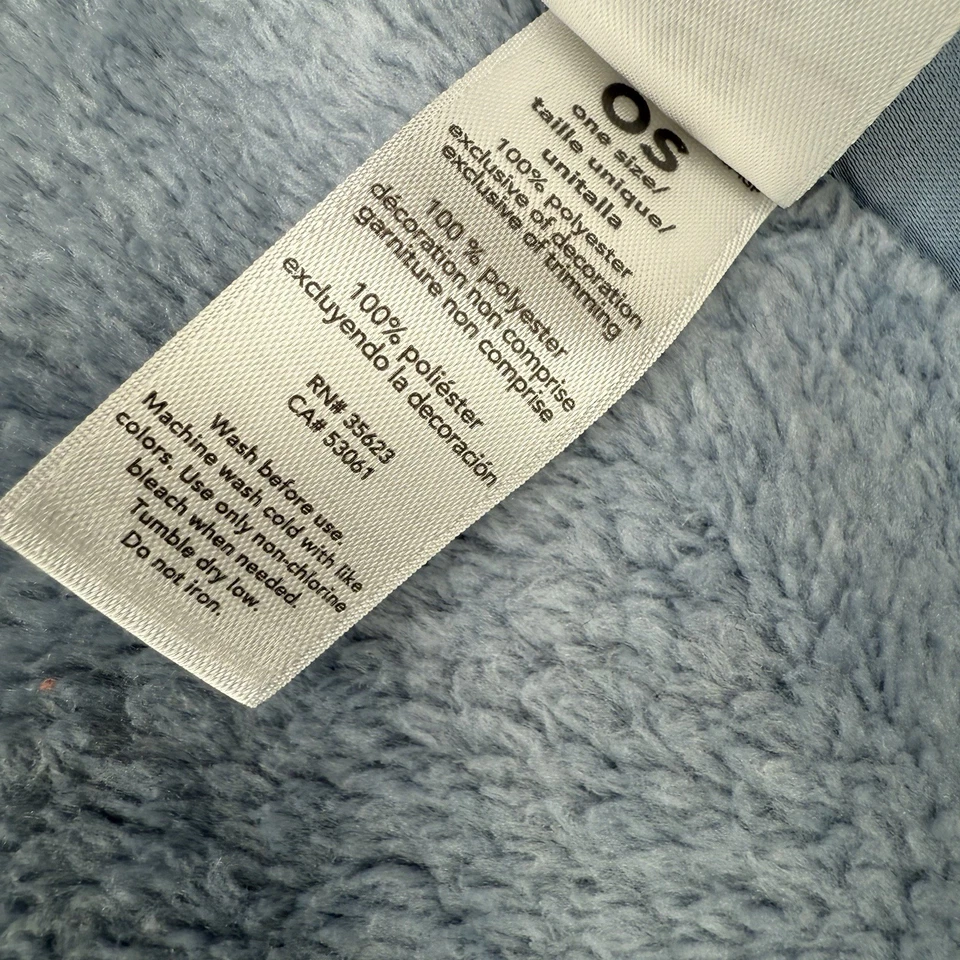 OS
one size/
taille unique/
unitalla
100% polyester
exclusive of decoration
exclusive of trimming
100 % polyester
décoration non comprise
garniture non comprise
100% poliéster
excluyendo la decoración
RN# 35623
CA# 53061
Wash before use.
Machine wash cold with like
colors. Use only non-chlorine
bleach when needed.
Tumble dry low.
Do not iron.